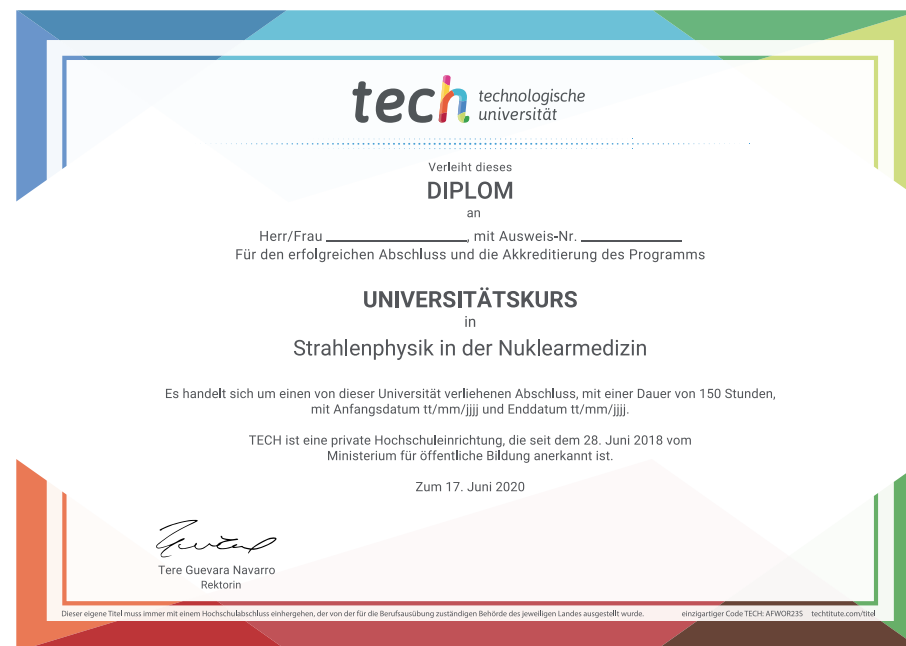 tech technologische
universität
Verleiht dieses
DIPLOM
an
Herr/Frau ____________, mit Ausweis-Nr. ____________
Für den erfolgreichen Abschluss und die Akkreditierung des Programms
UNIVERSITÄTSKURS
in
Strahlenphysik in der Nuklearmedizin
Es handelt sich um einen von dieser Universität verliehenen Abschluss, mit einer Dauer von 150 Stunden,
mit Anfangsdatum tt/mm/jjjj und Enddatum tt/mm/jjjj.
TECH ist eine private Hochschuleinrichtung, die seit dem 28. Juni 2018 vom
Ministerium für öffentliche Bildung anerkannt ist.
Zum 17. Juni 2020
Tere Guevara Navarro
Rektorin
Dieser eigene Titel muss immer mit einem Hochschulabschluss einhergehen, der von der für die Berufsausübung zuständigen Behörde des jeweiligen Landes ausgestellt wurde. einzigartiger Code TECH: AFWOR23S techtitute.com/titel